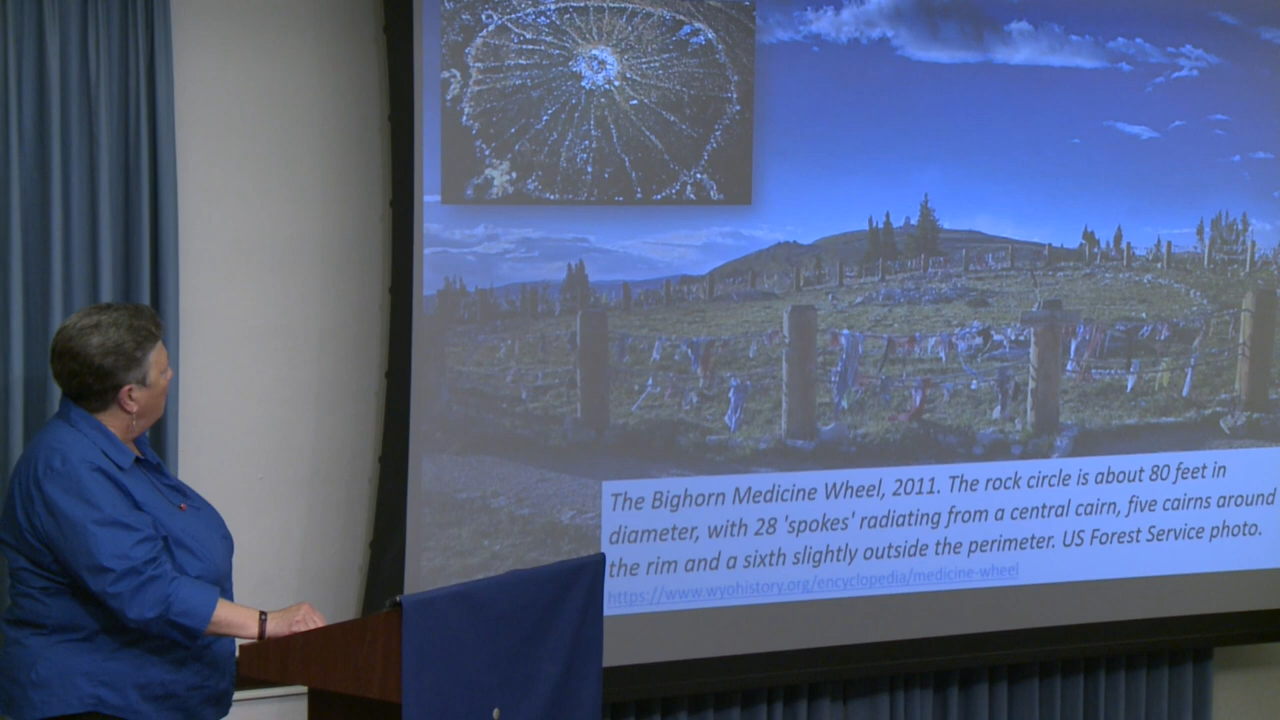 The Bighorn Medicine Wheel, 2011. The rock circle is about 80 feet in
diameter, with 28 'spokes' radiating from a central cairn, five cairns around
the rim and a sixth slightly outside the perimeter. US Forest Service photo.
https://www.wyohistory.org/encyclopedia/medicine-wheel